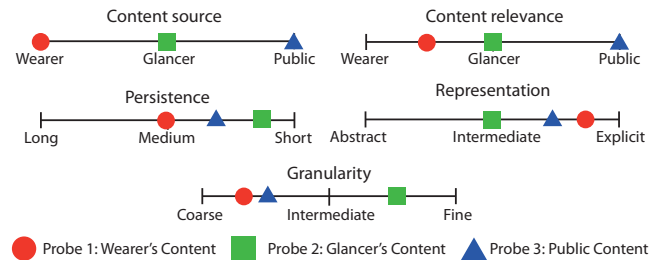 Content source
Wearer Glancer Public
Content relevance
Wearer Glancer Public
Persistence
Long Medium Short
Representation
Abstract Intermediate Explicit
Granularity
Coarse Intermediate Fine
Probe 1: Wearer's Content Probe 2: Glancer's Content Probe 3: Public Content